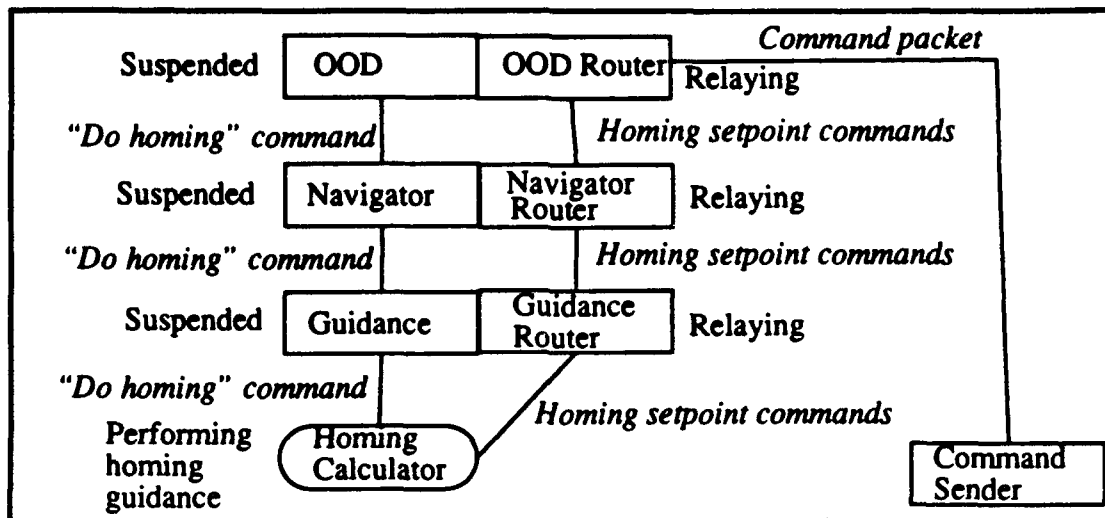 Command packet
Suspended OOD OOD Router Relaying
“Do homing” command Homing setpoint commands
Suspended Navigator Navigator Relaying
Router
“Do homing” command Homing setpoint commands
Suspended Guidance Guidance Relaying
Router
“Do homing” command
Homing setpoint commands
Performing
homing
guidance
Homing
Calculator
Command
Sender